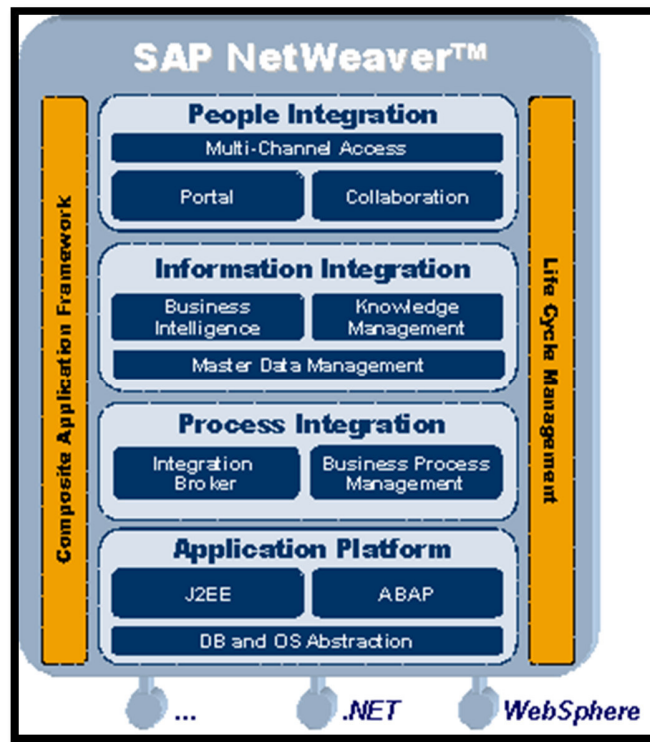 SAP NetWeaver™
Composite Application Framework
People Integration
Multi-Channel Access
Portal
Collaboration
Information Integration
Business
Intelligence
Knowledge
Management
Master Data Management
Process Integration
Integration
Broker
Business Process
Management
Application Platform
J2EE
ABAP
DB and OS Abstraction
Life Cycle Management
...
.NET
WebSphere